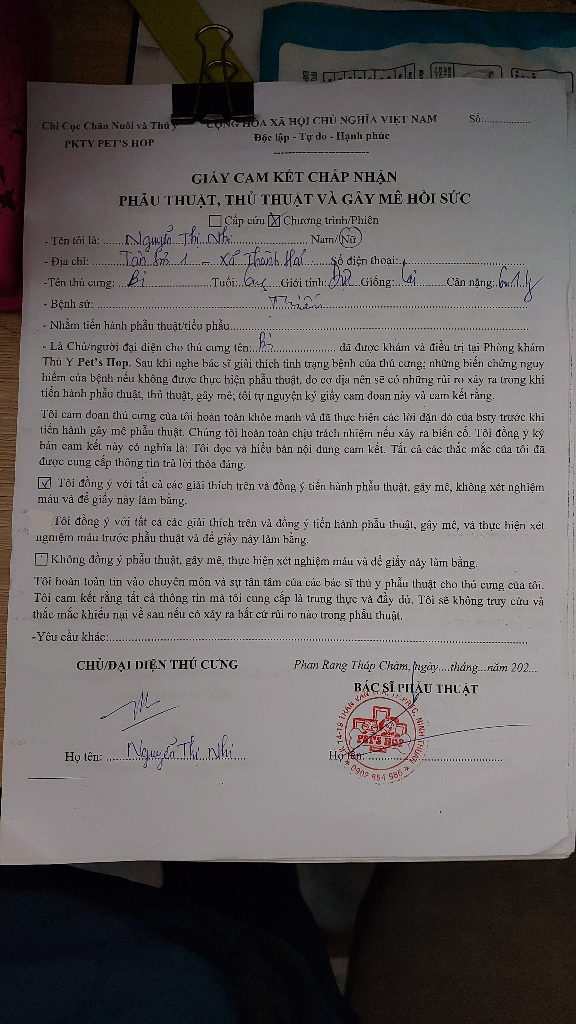 Chi Cục Chăn Nuôi và Thú y
CỘNG HÒA XÃ HỘI CHỦ NGHĨA VIỆT NAM
Số:...............
PKTY PET'S HOP
Độc lập - Tự do - Hạnh phúc
GIẤY CAM KẾT CHẤP NHẬN
PHẪU THUẬT, THỦ THUẬT VÀ GÂY MÊ HỒI SỨC
Cấp cứu Chương trình/Phiên
- Tên tôi là: Nguyễn Thị Nhi Nam/Nữ
- Địa chỉ: Tân Sơn 1 - Xã Thành Hải Số điện thoại:
-Tên thú cưng: Bi Tuổi: Giới tính: Đực Giống: Cân nặng:
- Bệnh sử: Thiến
- Nhằm tiến hành phẫu thuật/tiểu phẫu
- Là Chủ/người đại diện cho thú cưng tên: Bi đã được khám và điều trị tại Phòng khám
Thú Y Pet's Hop. Sau khi nghe bác sĩ giải thích tình trạng bệnh của thú cưng; những biến chứng nguy
hiểm của bệnh nếu không được thực hiện phẫu thuật, do cơ địa nên sẽ có những rủi ro xảy ra trong khi
tiến hành phẫu thuật, thủ thuật, gây mê; tôi tự nguyện ký giấy cam đoan này và cam kết rằng.
Tôi cam đoan thú cưng của tôi hoàn toàn khỏe mạnh và đã thực hiện các lời dặn dò của bsty trước khi
tiến hành gây mê phẫu thuật. Chúng tôi hoàn toàn chịu trách nhiệm nếu xảy ra biến cố. Tôi đồng ý ký
bản cam kết này có nghĩa là: Tôi đọc và hiểu bản nội dung cam kết. Tất cả các thắc mắc của tôi đã
được cung cấp thông tin trả lời thỏa đáng.
Tôi đồng ý với tất cả các giải thích trên và đồng ý tiến hành phẫu thuật, gây mê, không xét nghiệm
máu và để giấy này làm bằng.
Tôi đồng ý với tất cả các giải thích trên và đồng ý tiến hành phẫu thuật, gây mê, và thực hiện xét
nghiệm máu trước phẫu thuật và để giấy này làm bằng.
Không đồng ý phẫu thuật, gây mê, thực hiện xét nghiệm máu và để giấy này làm bằng.
Tôi hoàn toàn tin vào chuyên môn và sự tận tâm của các bác sĩ thú y phẫu thuật cho thú cưng của tôi.
Tôi cam kết rằng tất cả thông tin mà tôi cung cấp là trung thực và đầy đủ. Tôi sẽ không truy cứu và
thắc mắc khiếu nại về sau nếu có xảy ra bất cứ rủi ro nào trong phẫu thuật.
-Yêu cầu khác:
CHỦ/ĐẠI DIỆN THÚ CƯNG
Phan Rang Tháp Chàm, ngày....tháng...năm 202...
BÁC SĨ PHẪU THUẬT
PET'S HOP
0902 654 986
Họ tên: Nguyễn Thị Nhi
Họ tên: